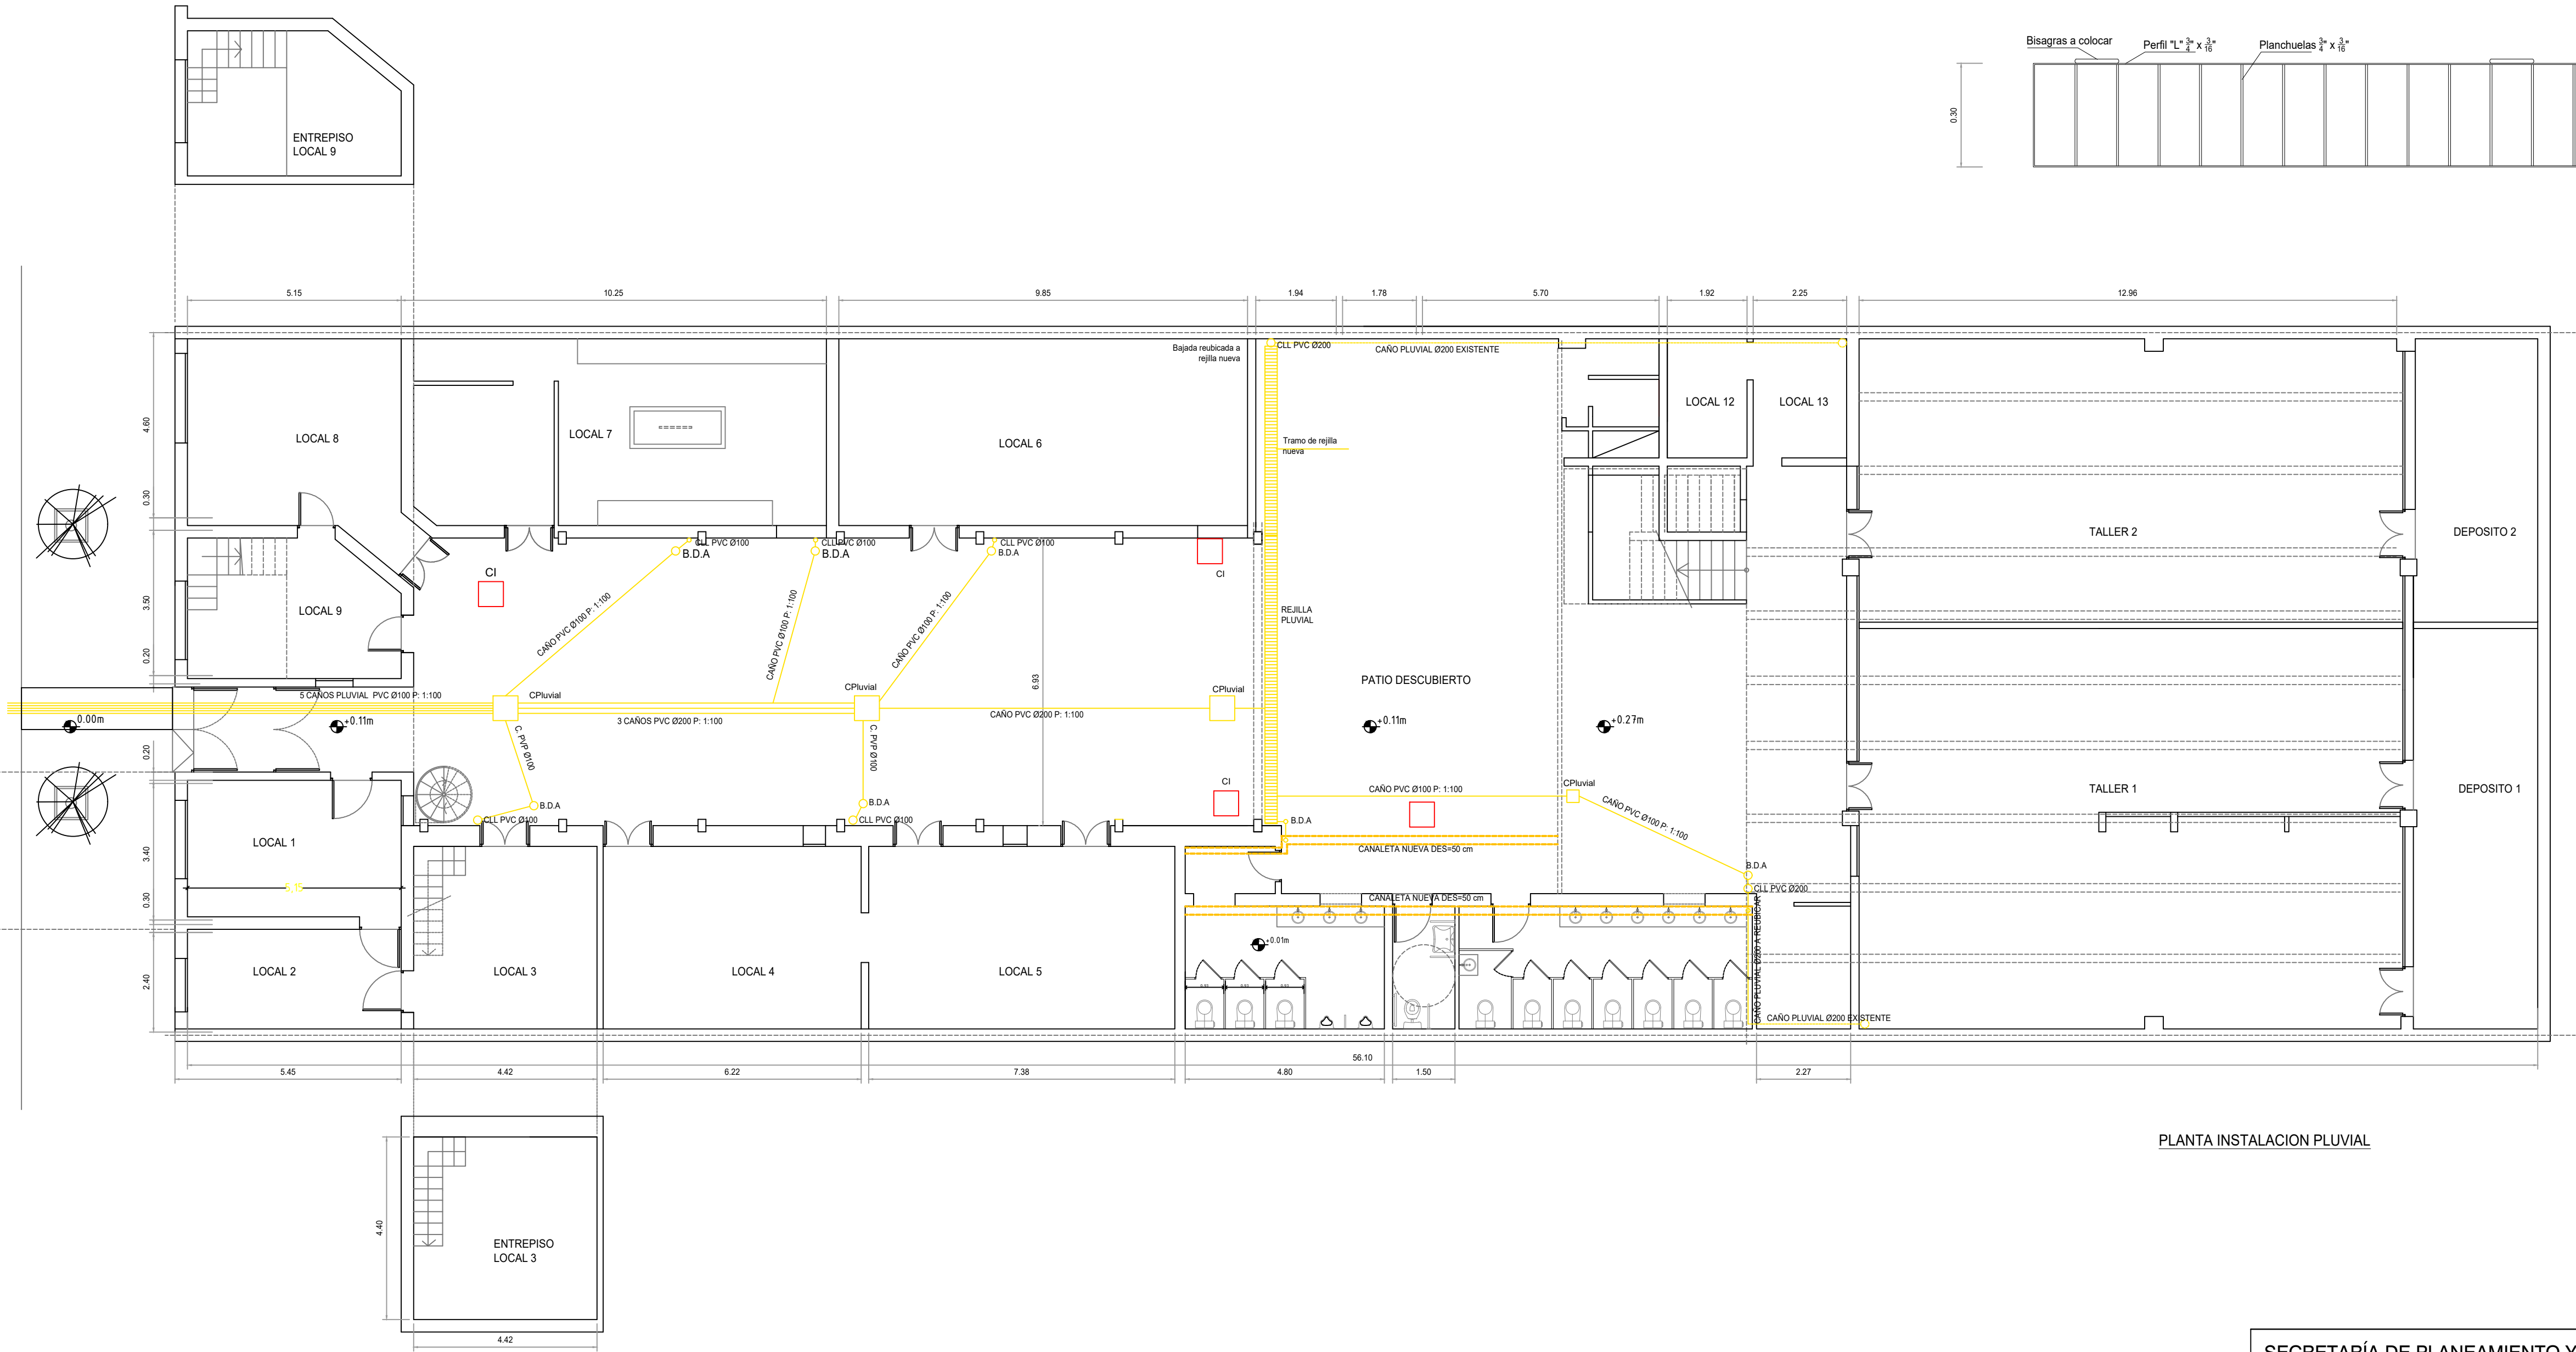 Bisagras a colocar
Perfil "L" 3/4" x 3/16"
Planchuelas 3/4" x 3/16"
0.30
ENTREPISO
LOCAL 9
5.15
10.25
9.85
1.94
1.78
5.70
1.92
2.25
12.96
Bajada reubicada a
rejilla nueva
CLL PVC Ø200
CAÑO PLUVIAL Ø200 EXISTENTE
4.60
LOCAL 8
LOCAL 7
LOCAL 6
Tramo de rejilla
nueva
LOCAL 12
LOCAL 13
0.30
TALLER 2
DEPOSITO 2
CLL PVC Ø100
B.D.A
CLL PVC Ø100
B.D.A
CLL PVC Ø100
B.D.A
CI
CI
3.50
LOCAL 9
CAÑO PVC Ø100 P: 1:100
CAÑO PVC Ø100 P: 1:100
CAÑO PVC Ø100 P: 1:100
REJILLA
PLUVIAL
0.20
6.93
PATIO DESCUBIERTO
5 CAÑOS PLUVIAL PVC Ø100 P: 1:100
CPluvial
CPluvial
CPluvial
0.00m
+0.11m
3 CAÑOS PVC Ø200 P: 1:100
CAÑO PVC Ø200 P: 1:100
+0.11m
+0.27m
0.20
C. PVP Ø100
C. PVP Ø100
CI
CAÑO PVC Ø100 P: 1:100
CPluvial
CAÑO PVC Ø100 P: 1:100
TALLER 1
DEPOSITO 1
B.D.A
B.D.A
CLL PVC Ø100
CLL PVC Ø100
B.D.A
3.40
LOCAL 1
CANALETA NUEVA DES=50 cm
B.D.A
CLL PVC Ø200
0.30
CANALETA NUEVA DES=50 cm
CAÑO PLUVIAL Ø200 A REUBICAR
+0.01m
2.40
LOCAL 2
LOCAL 3
LOCAL 4
LOCAL 5
CAÑO PLUVIAL Ø200 EXISTENTE
56.10
5.45
4.42
6.22
7.38
4.80
1.50
2.27
PLANTA INSTALACION PLUVIAL
4.40
ENTREPISO
LOCAL 3
4.42
SECRETARÍA DE PLANEAMIENTO Y